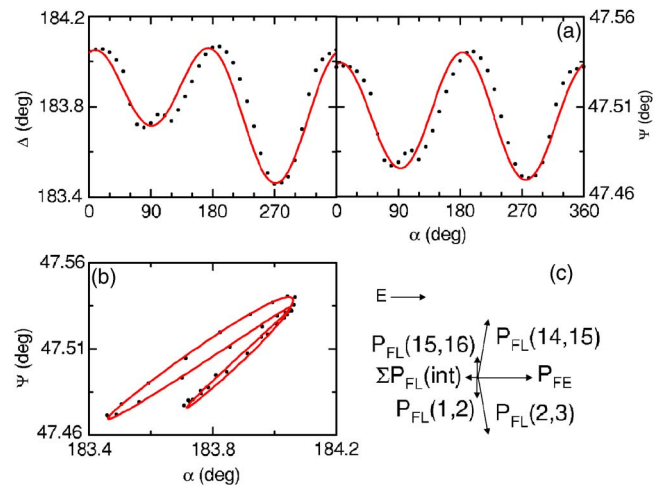 184.2
183.8
183.4
Δ (deg)
0 90 180 270
(a)
47.56
47.51
47.46
Ψ (deg)
0 90 180 270 360
α (deg)
(b)
47.56
47.51
47.46
Ψ (deg)
183.4 183.8 184.2
α (deg)
(c)
E
P_FL(15,16) P_FL(14,15)
ΣP_FL(int) P_FE
P_FL(1,2) P_FL(2,3)